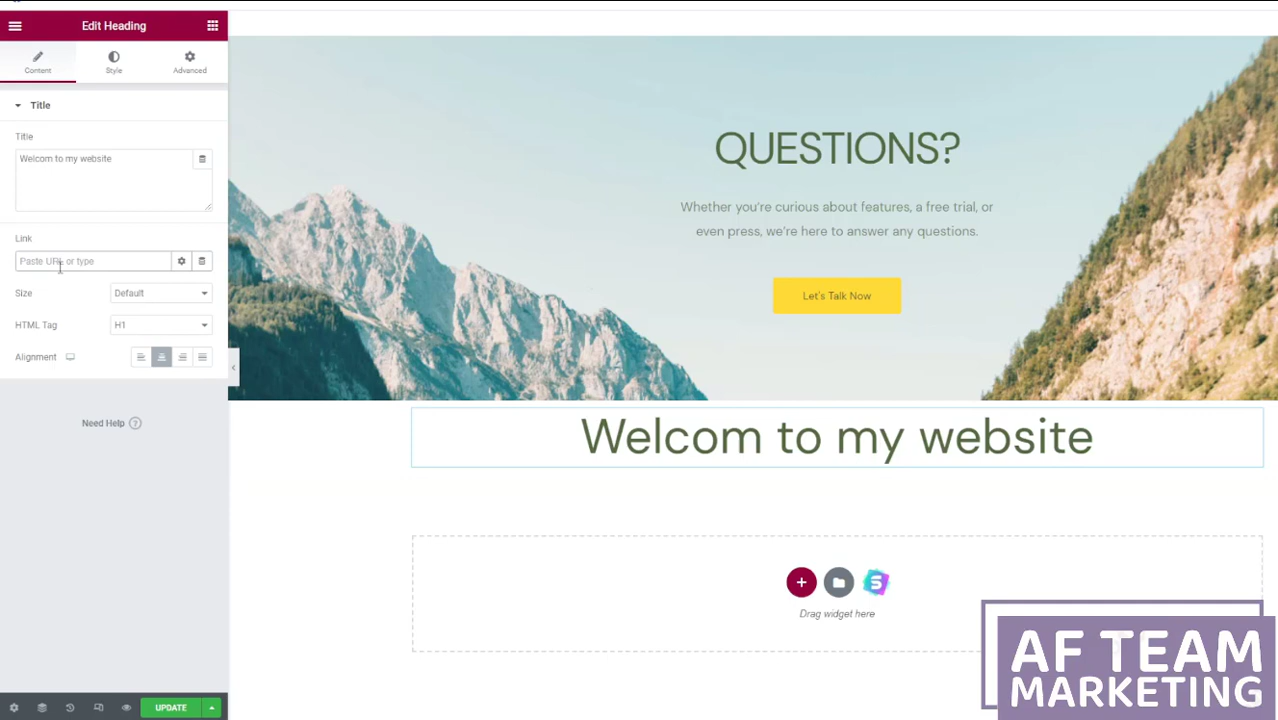 Edit Heading
Content
Style
Advanced
Title
Title
Welcom to my website
Link
Paste URL or type
Size
Default
HTML Tag
H1
Alignment
Need Help ?
UPDATE
QUESTIONS?
Whether you're curious about features, a free trial, or
even press, we're here to answer any questions.
Let's Talk Now
Welcom to my website
Drag widget here
AF TEAM
MARKETING